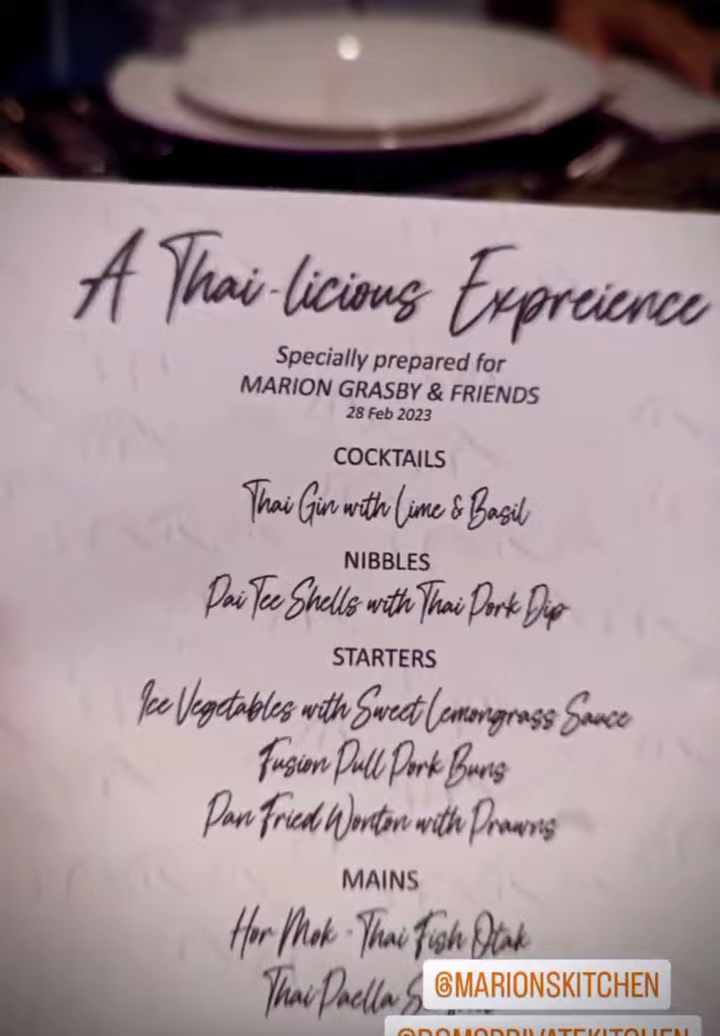 A Thai-licious Expreience
Specially prepared for
MARION GRASBY & FRIENDS
28 Feb 2023
COCKTAILS
Thai Gin with Lime & Basil
NIBBLES
Pai Tee Shells with Thai Pork Dip
STARTERS
Ice Vegetables with Sweet Lemongrass Sauce
Fusion Pull Pork Buns
Pan Fried Wonton with Prawns
MAINS
Hor Mok - Thai Fish Otak
Thai Paella
@MARIONSKITCHEN